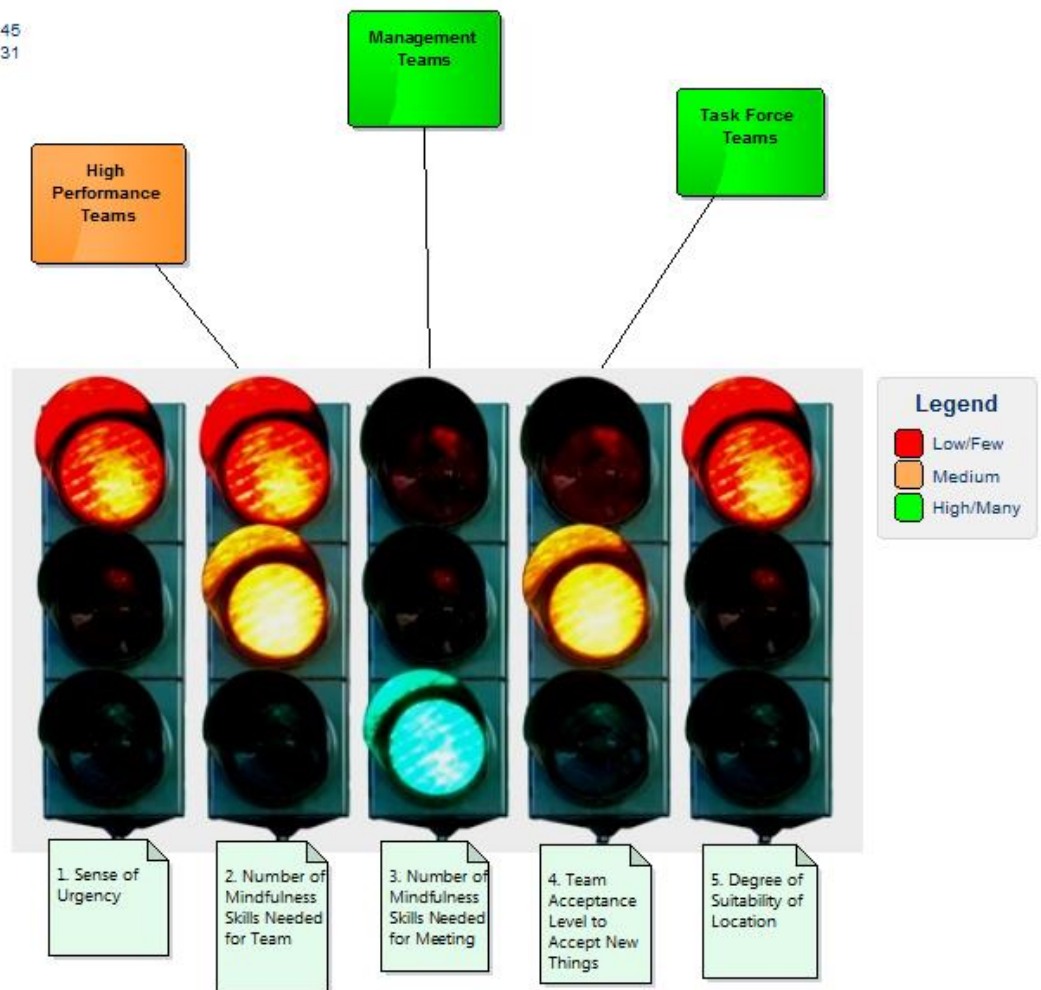 45
31
Management
Teams
Task Force
Teams
High
Performance
Teams
Legend
Low/Few
Medium
High/Many
1. Sense of
Urgency
2. Number of
Mindfulness
Skills Needed
for Team
3. Number of
Mindfulness
Skills Needed
for Meeting
4. Team
Acceptance
Level to
Accept New
Things
5. Degree of
Suitability of
Location